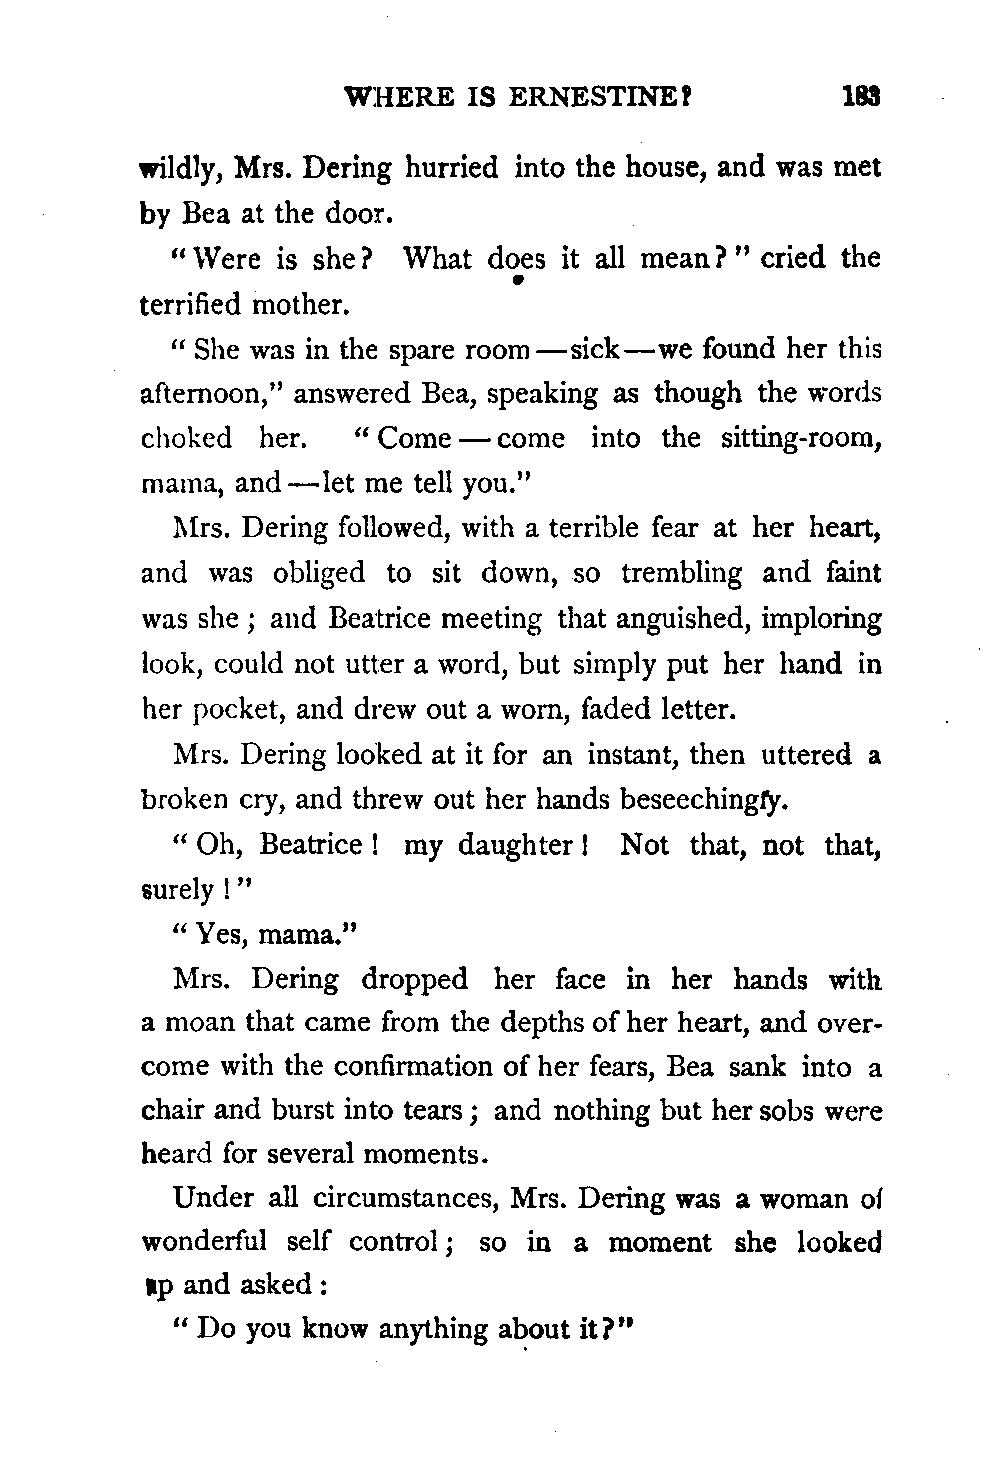 WHERE IS ERNESTINE? 183
wildly, Mrs. Dering hurried into the house, and was met
by Bea at the door.
“Were is she? What does it all mean?” cried the
terrified mother.
“She was in the spare room—sick—we found her this
afternoon,” answered Bea, speaking as though the words
choked her. “Come—come into the sitting-room,
mama, and—let me tell you.”
Mrs. Dering followed, with a terrible fear at her heart,
and was obliged to sit down, so trembling and faint
was she; and Beatrice meeting that anguished, imploring
look, could not utter a word, but simply put her hand in
her pocket, and drew out a worn, faded letter.
Mrs. Dering looked at it for an instant, then uttered a
broken cry, and threw out her hands beseechingly.
“Oh, Beatrice! my daughter! Not that, not that,
surely!”
“Yes, mama.”
Mrs. Dering dropped her face in her hands with
a moan that came from the depths of her heart, and over-
come with the confirmation of her fears, Bea sank into a
chair and burst into tears; and nothing but her sobs were
heard for several moments.
Under all circumstances, Mrs. Dering was a woman of
wonderful self control; so in a moment she looked
up and asked:
“Do you know anything about it?”